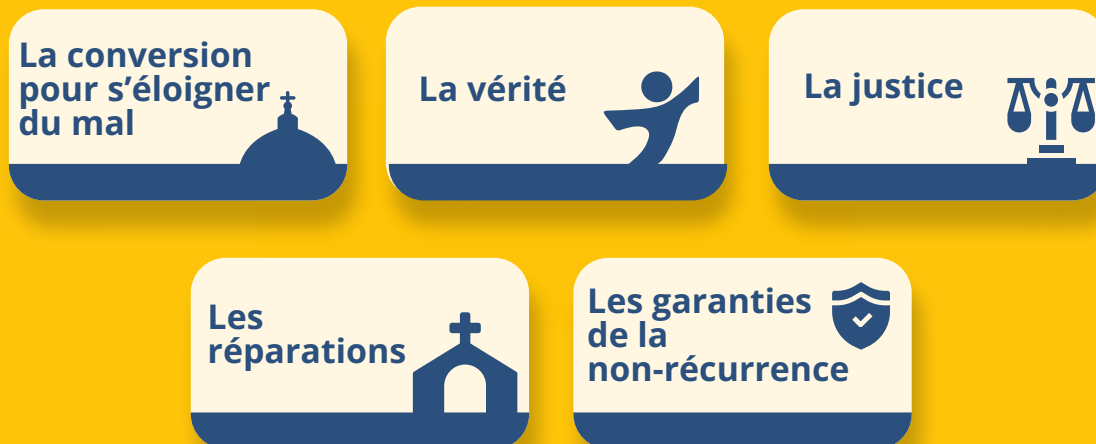 La conversion
pour s’éloigner
du mal
La vérité
La justice
Les
réparations
Les garanties
de la
non-récurrence